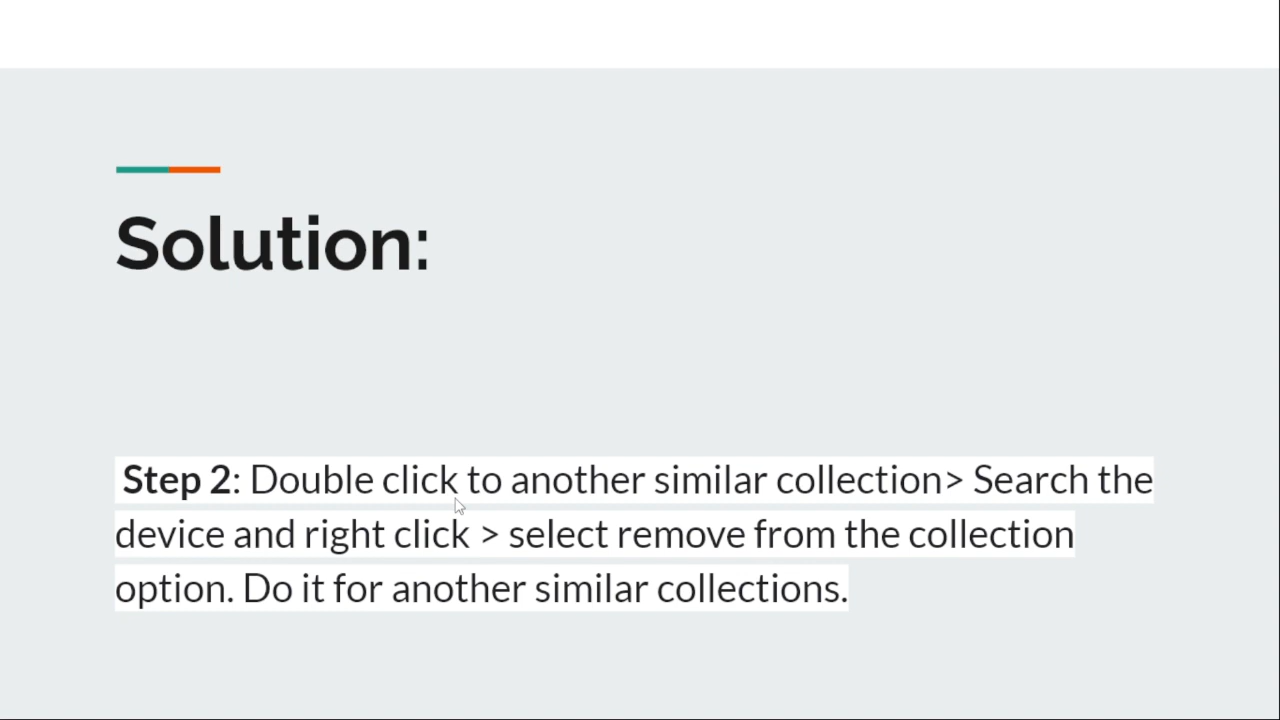 Solution:
Step 2: Double click to another similar collection> Search the
device and right click > select remove from the collection
option. Do it for another similar collections.